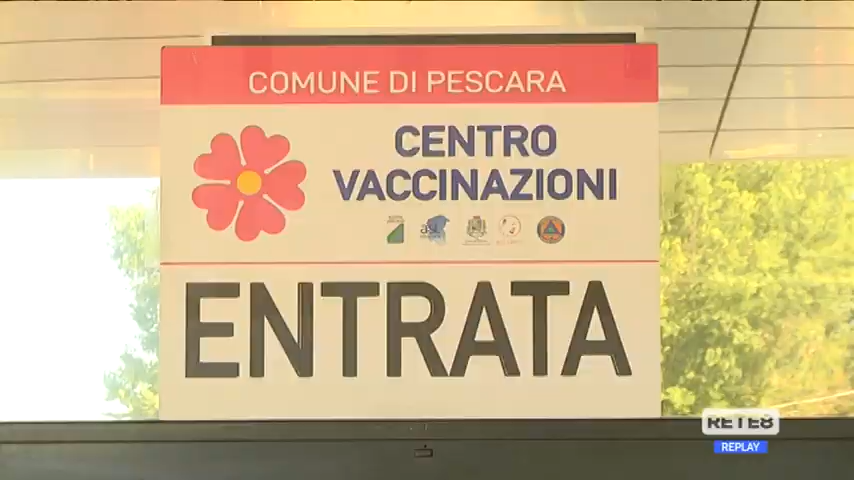 COMUNE DI PESCARA
CENTRO
VACCINAZIONI
ENTRATA
RETE8
REPLAY